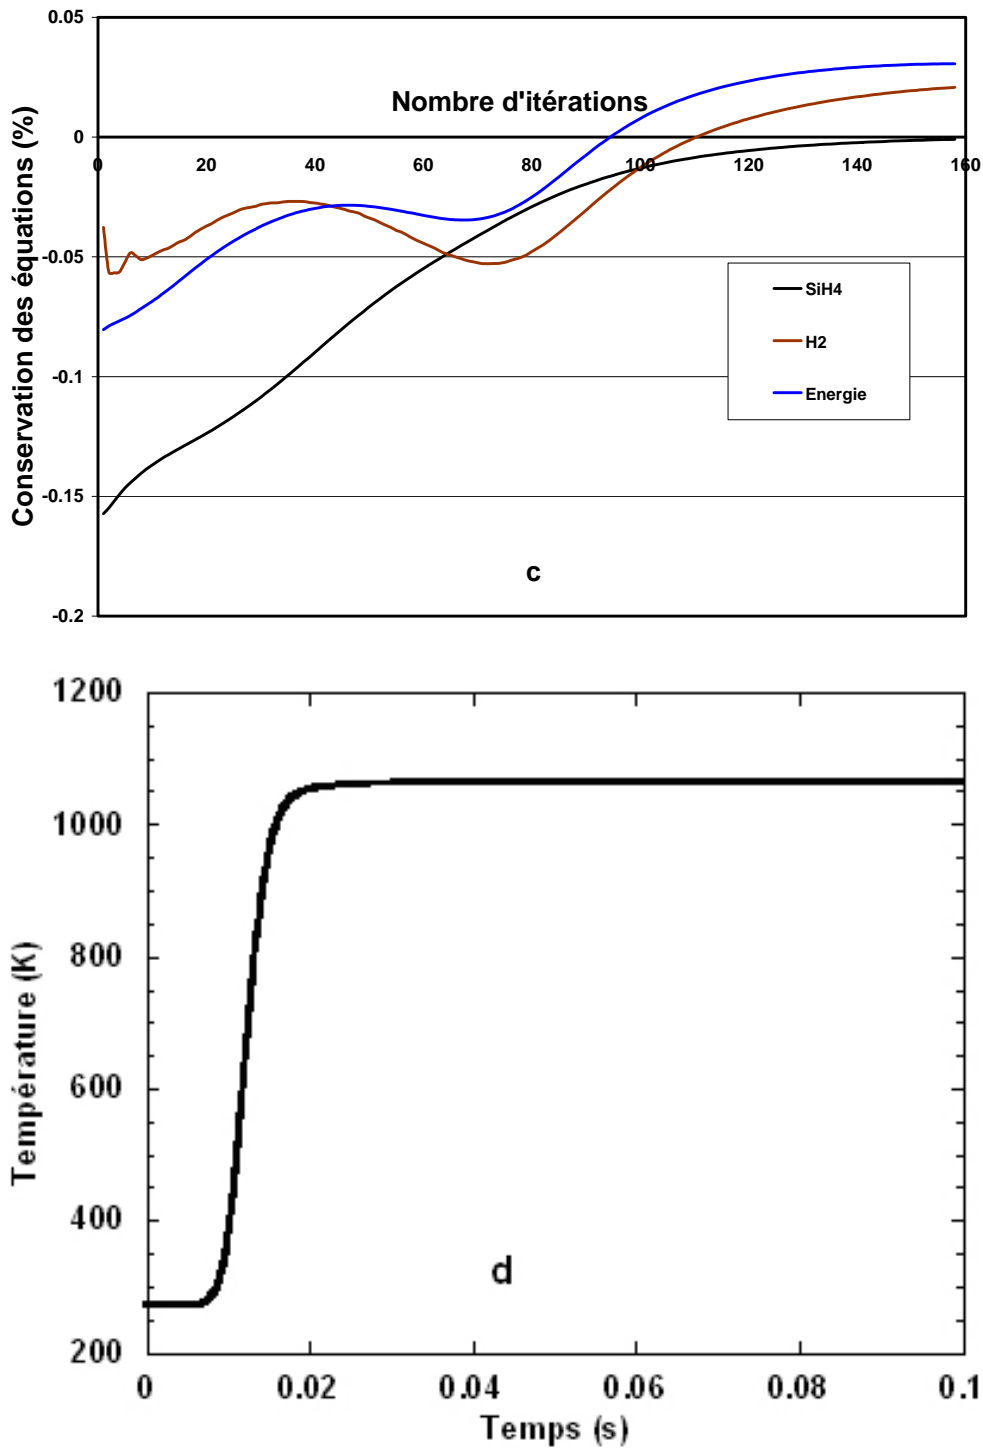 0.05
Nombre d'itérations
0
0 20 40 60 80 100 120 140 160
Conservation des équations (%)
-0.05
SiH4
H2
-0.1
Energie
-0.15
c
-0.2
1200
1000
800
Température (K)
600
400
d
200
0 0.02 0.04 0.06 0.08 0.1
Temps (s)